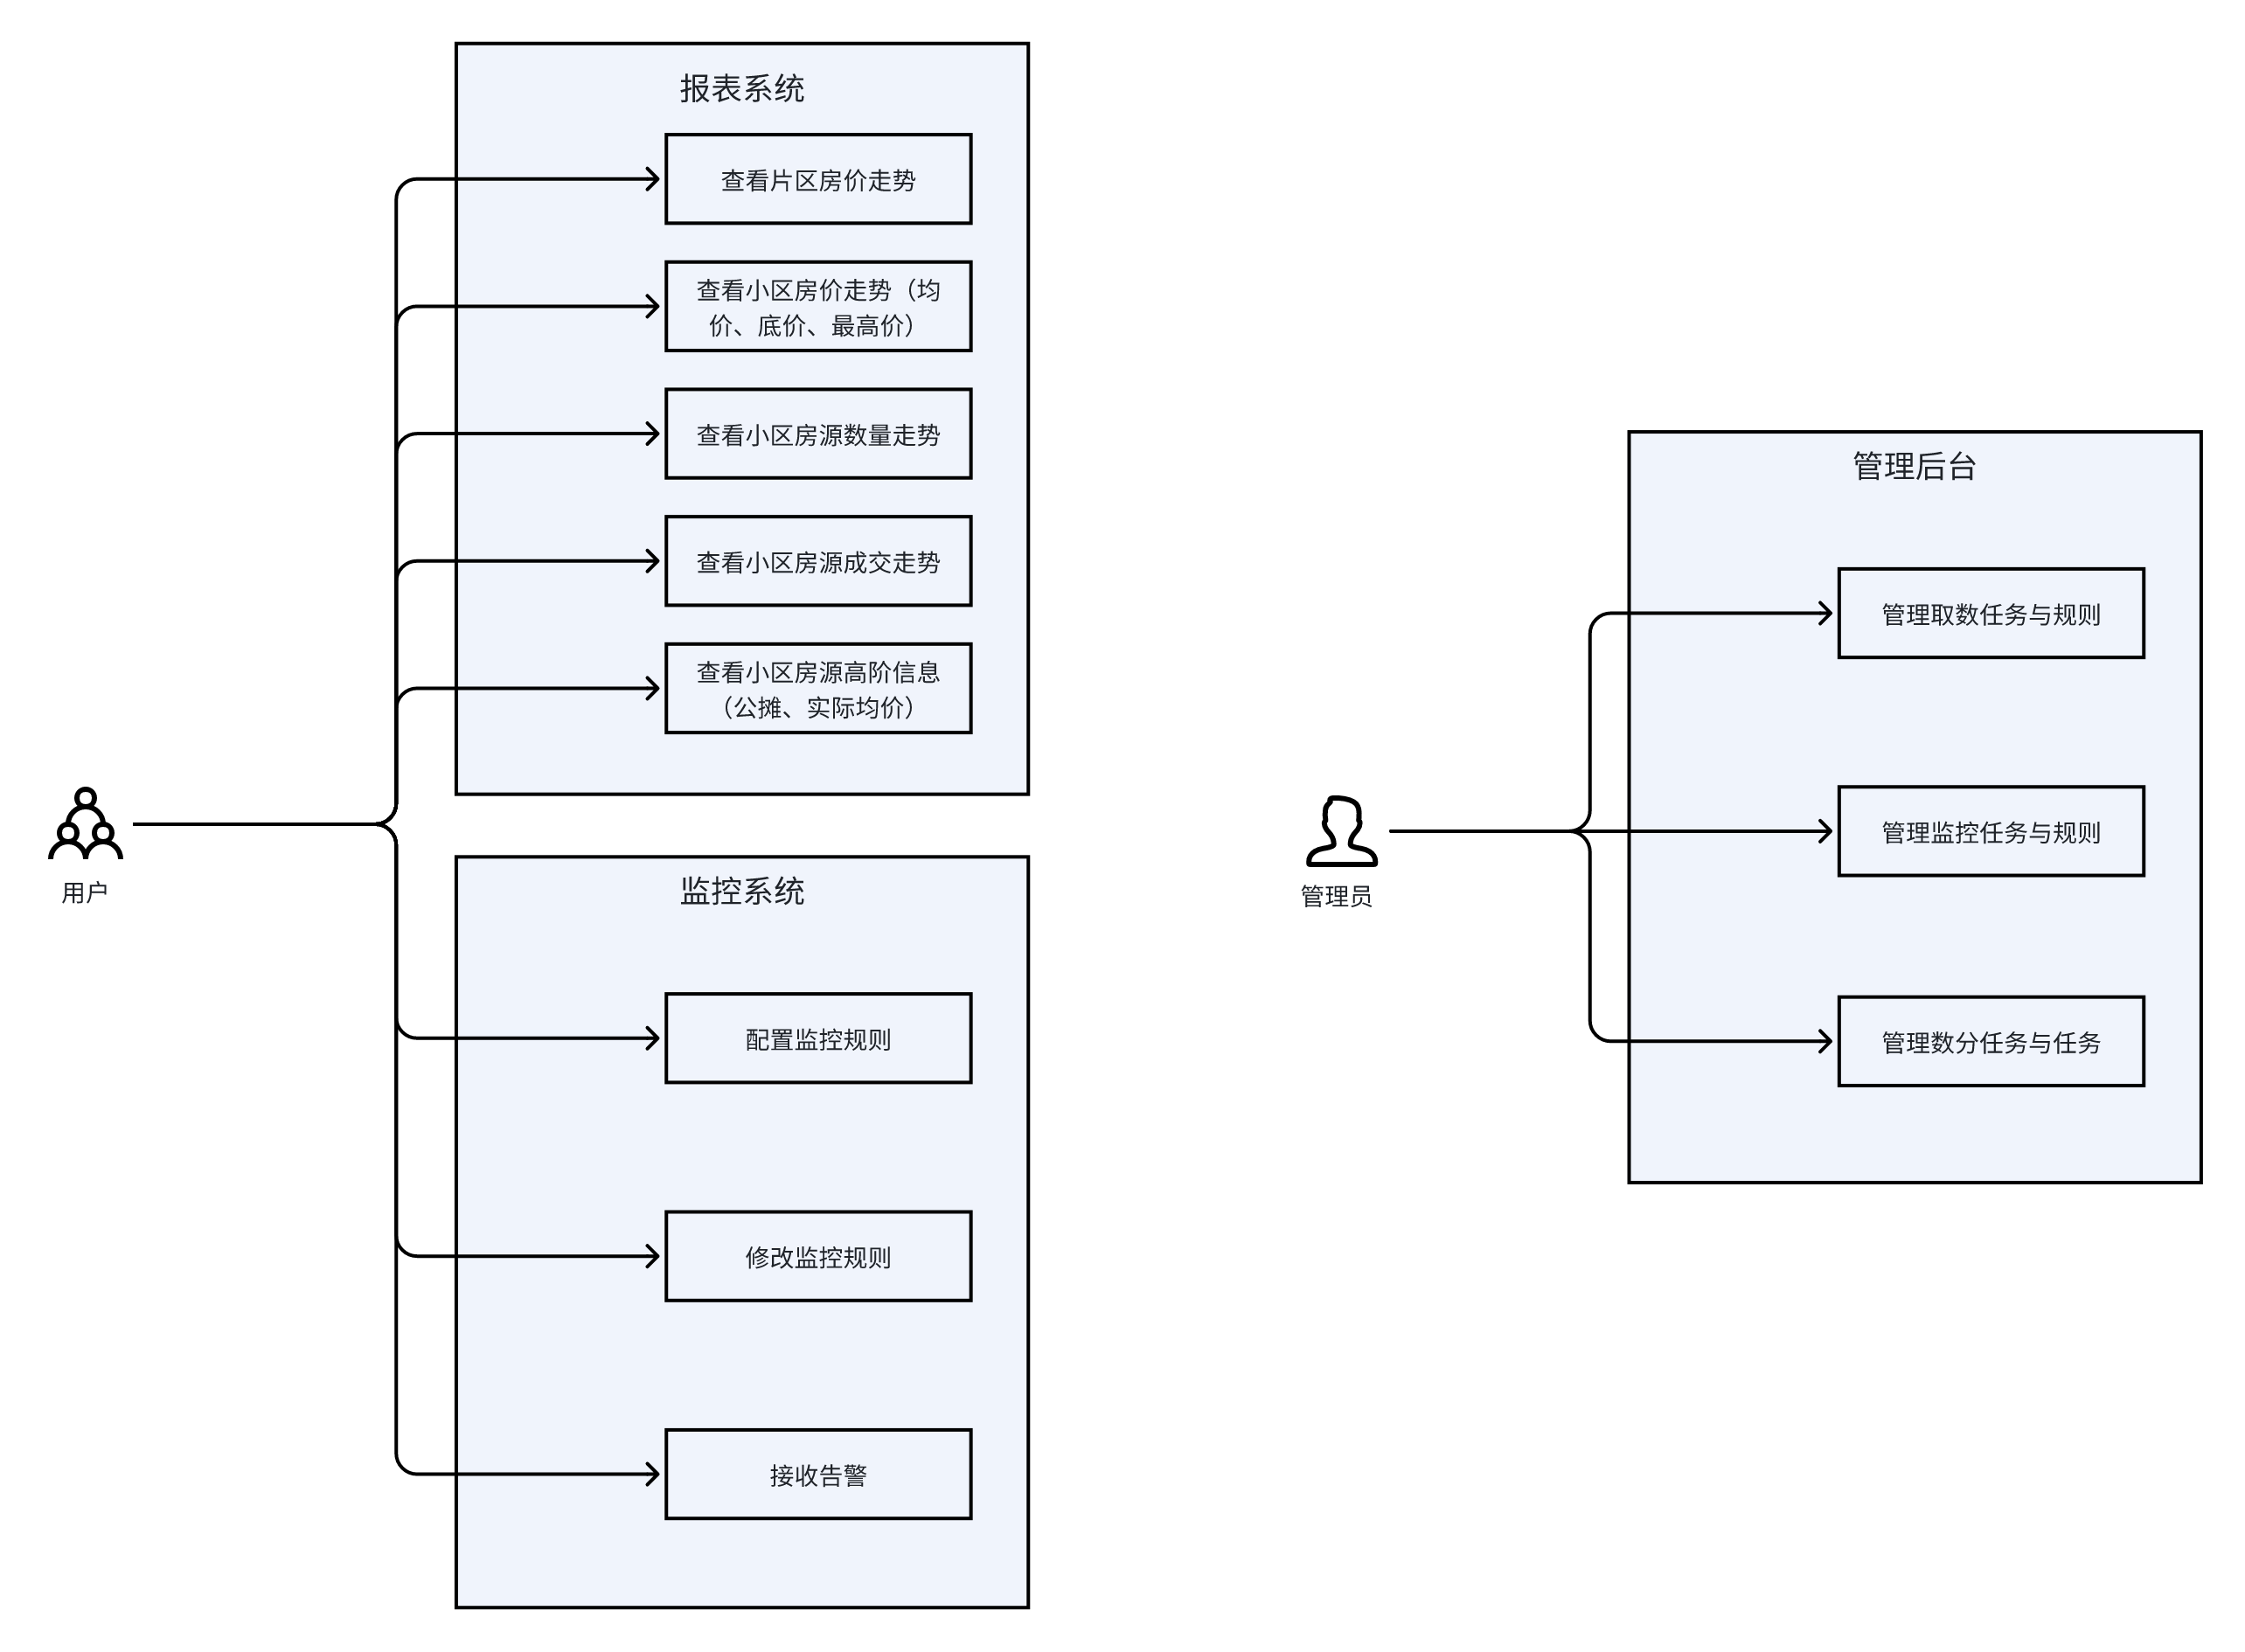 报表系统
查看片区房价走势
查看小区房价走势（均
价、底价、最高价）
查看小区房源数量走势
查看小区房源成交走势
查看小区房源高阶信息
（公摊、实际均价）
用户
监控系统
配置监控规则
修改监控规则
接收告警
管理后台
管理取数任务与规则
管理监控任务与规则
管理员
管理数分任务与任务